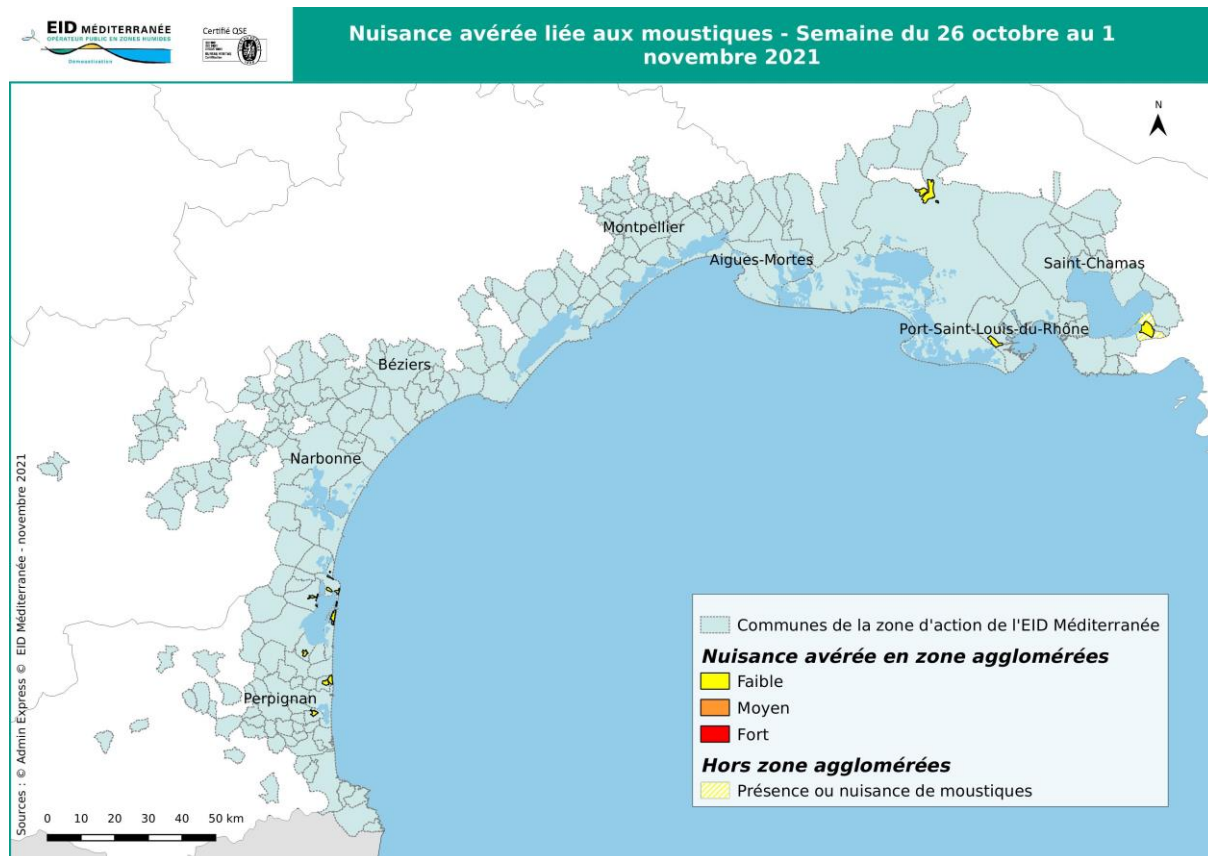 EID MÉDITERRANÉE
OPÉRATEUR PUBLIC EN ZONES HUMIDES
Démoustication
Certifié QSE
Nuisance avérée liée aux moustiques - Semaine du 26 octobre au 1
novembre 2021
N
Montpellier
Aigues-Mortes
Saint-Chamas
Port-Saint-Louis-du-Rhône
Béziers
Narbonne
Perpignan
Communes de la zone d'action de l'EID Méditerranée
Nuisance avérée en zone agglomérées
Faible
Moyen
Fort
Hors zone agglomérées
Présence ou nuisance de moustiques
Sources : © Admin Express © EID Méditerranée - novembre 2021
0 10 20 30 40 50 km